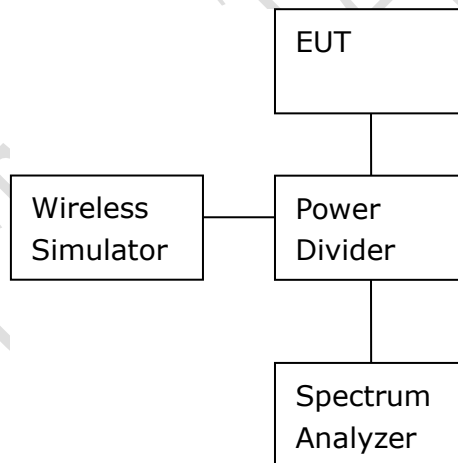 EUT
Wireless
Simulator
Power
Divider
Spectrum
Analyzer